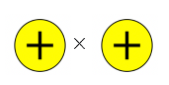 + × +